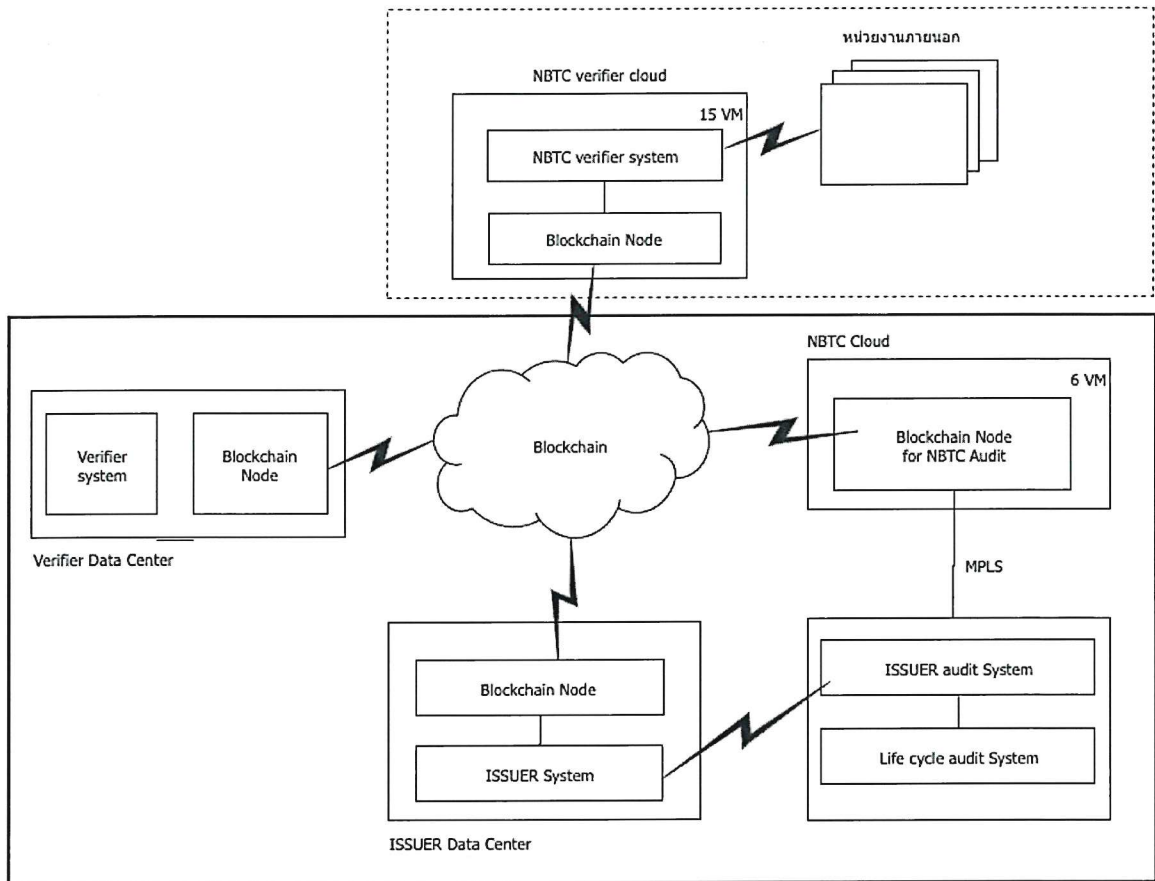 หน่วยงานภายนอก
NBTC verifier cloud
15 VM
NBTC verifier system
Blockchain Node
NBTC Cloud
6 VM
Blockchain Node
for NBTC Audit
Blockchain
Verifier
system
Blockchain
Node
Verifier Data Center
MPLS
Blockchain Node
ISSUER System
ISSUER Data Center
ISSUER audit System
Life cycle audit System